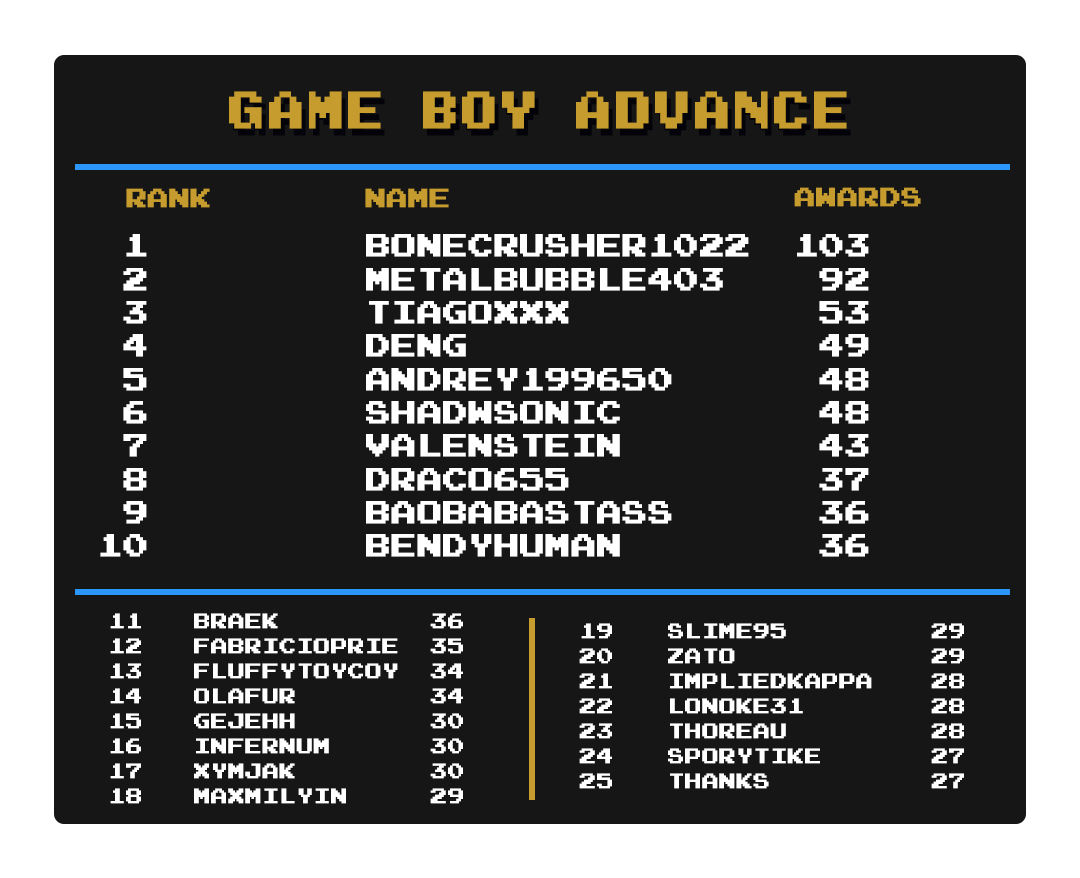 GAME BOY ADVANCE
RANK NAME AWARDS
1 BONECRUSHER1022 103
2 METALBUBBLE403 92
3 TIAGOXXX 53
4 DENG 49
5 ANDREY199650 48
6 SHADWSONIC 48
7 VALENSTEIN 43
8 DRACO655 37
9 BAOBABASTASS 36
10 BENDYHUMAN 36
11 BRAEK 36
12 FABRICIOPRIE 35
13 FLUFFYTOYCOY 34
14 OLAFUR 34
15 GEJEHH 30
16 INFERNUM 30
17 XYMJAK 30
18 MAXMILYIN 29
19 SLIME95 29
20 ZATO 29
21 IMPLIEDKAPPA 28
22 LONOKE31 28
23 THOREAU 28
24 SPORYTIKE 27
25 THANKS 27